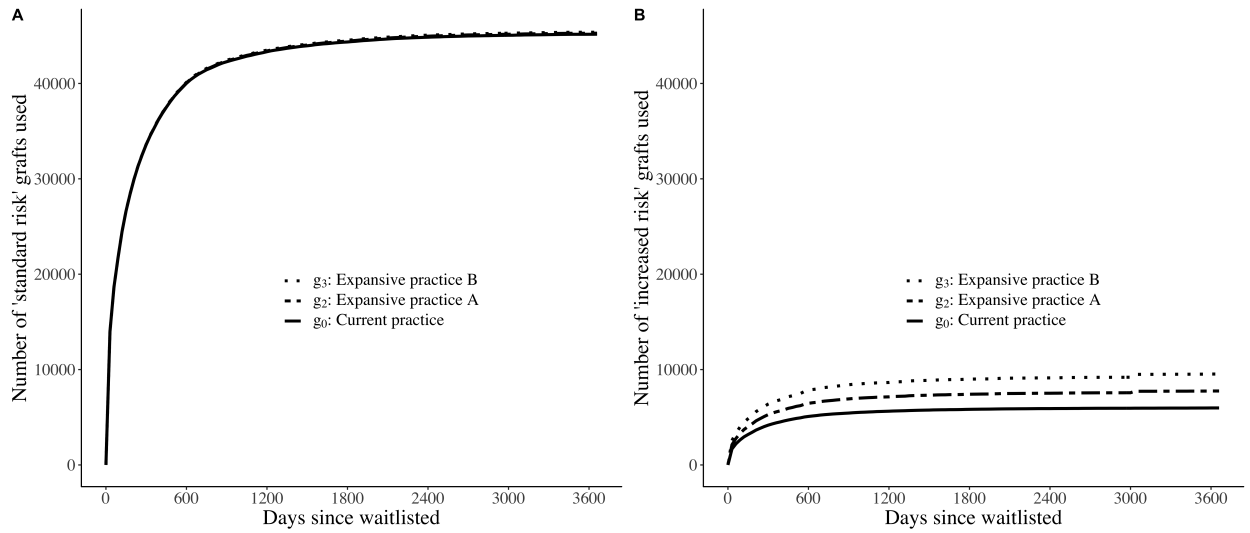 A
Number of 'standard risk' grafts used
40000
30000
20000
10000
0
g₃: Expansive practice B
g₂: Expansive practice A
g₀: Current practice
0 600 1200 1800 2400 3000 3600
Days since waitlisted
B
Number of 'increased risk' grafts used
40000
30000
20000
10000
0
g₃: Expansive practice B
g₂: Expansive practice A
g₀: Current practice
0 600 1200 1800 2400 3000 3600
Days since waitlisted